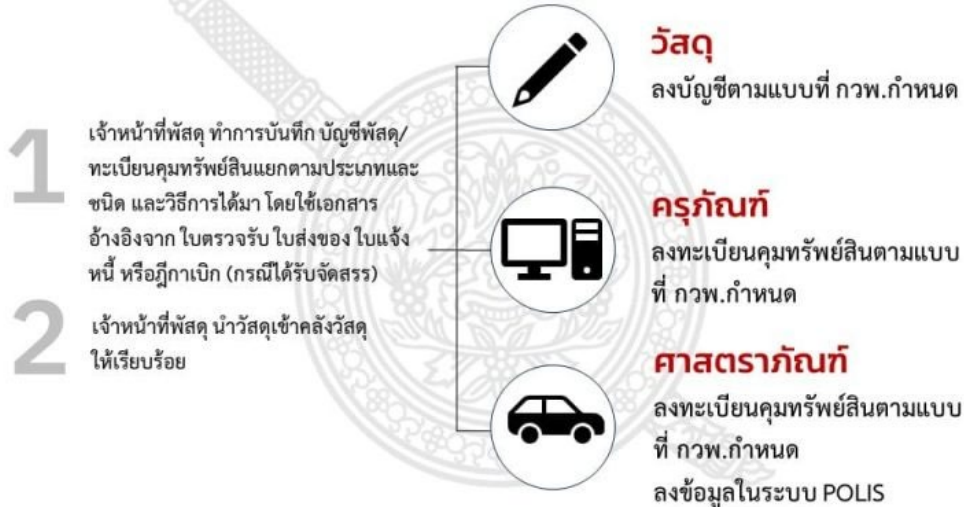 1
เจ้าหน้าที่พัสดุ ทำการบันทึก บัญชีพัสดุ/
ทะเบียนคุมทรัพย์สินแยกตามประเภทและ
ชนิด และวิธีการได้มา โดยใช้เอกสาร
อ้างอิงจาก ใบตรวจรับ ใบส่งของ ใบแจ้ง
หนี้ หรือฎีกาเบิก (กรณีได้รับจัดสรร)
2
เจ้าหน้าที่พัสดุ นำวัสดุเข้าคลังวัสดุ
ให้เรียบร้อย
วัสดุ
ลงบัญชีตามแบบที่ กวพ.กำหนด
ครุภัณฑ์
ลงทะเบียนคุมทรัพย์สินตามแบบ
ที่ กวพ.กำหนด
ศาสตราภัณฑ์
ลงทะเบียนคุมทรัพย์สินตามแบบ
ที่ กวพ.กำหนด
ลงข้อมูลในระบบ POLIS